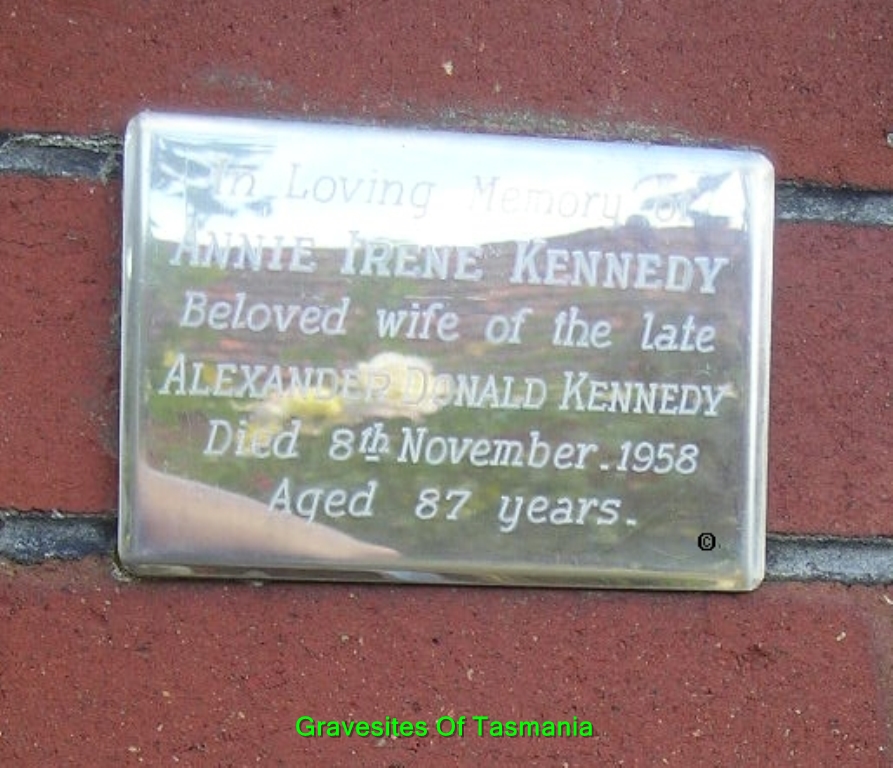 In Loving Memory of
ANNIE IRENE KENNEDY
Beloved wife of the late
ALEXANDER DONALD KENNEDY
Died 8th November.1958
Aged 87 years.
©
Gravesites Of Tasmania